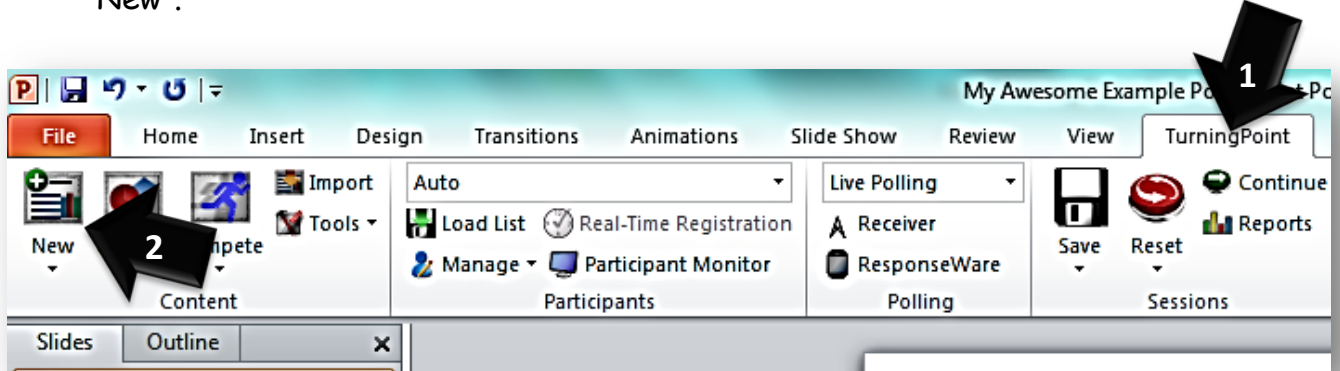 New".
1
My Awesome Example Po
File Home Insert Design Transitions Animations Slide Show Review View TurningPoint
Import Auto Live Polling Continue
Tools Load List Real-Time Registration Receiver Reports
New 2 Save Reset
Manage Participant Monitor ResponseWare
Content Participants Polling Sessions
Slides Outline